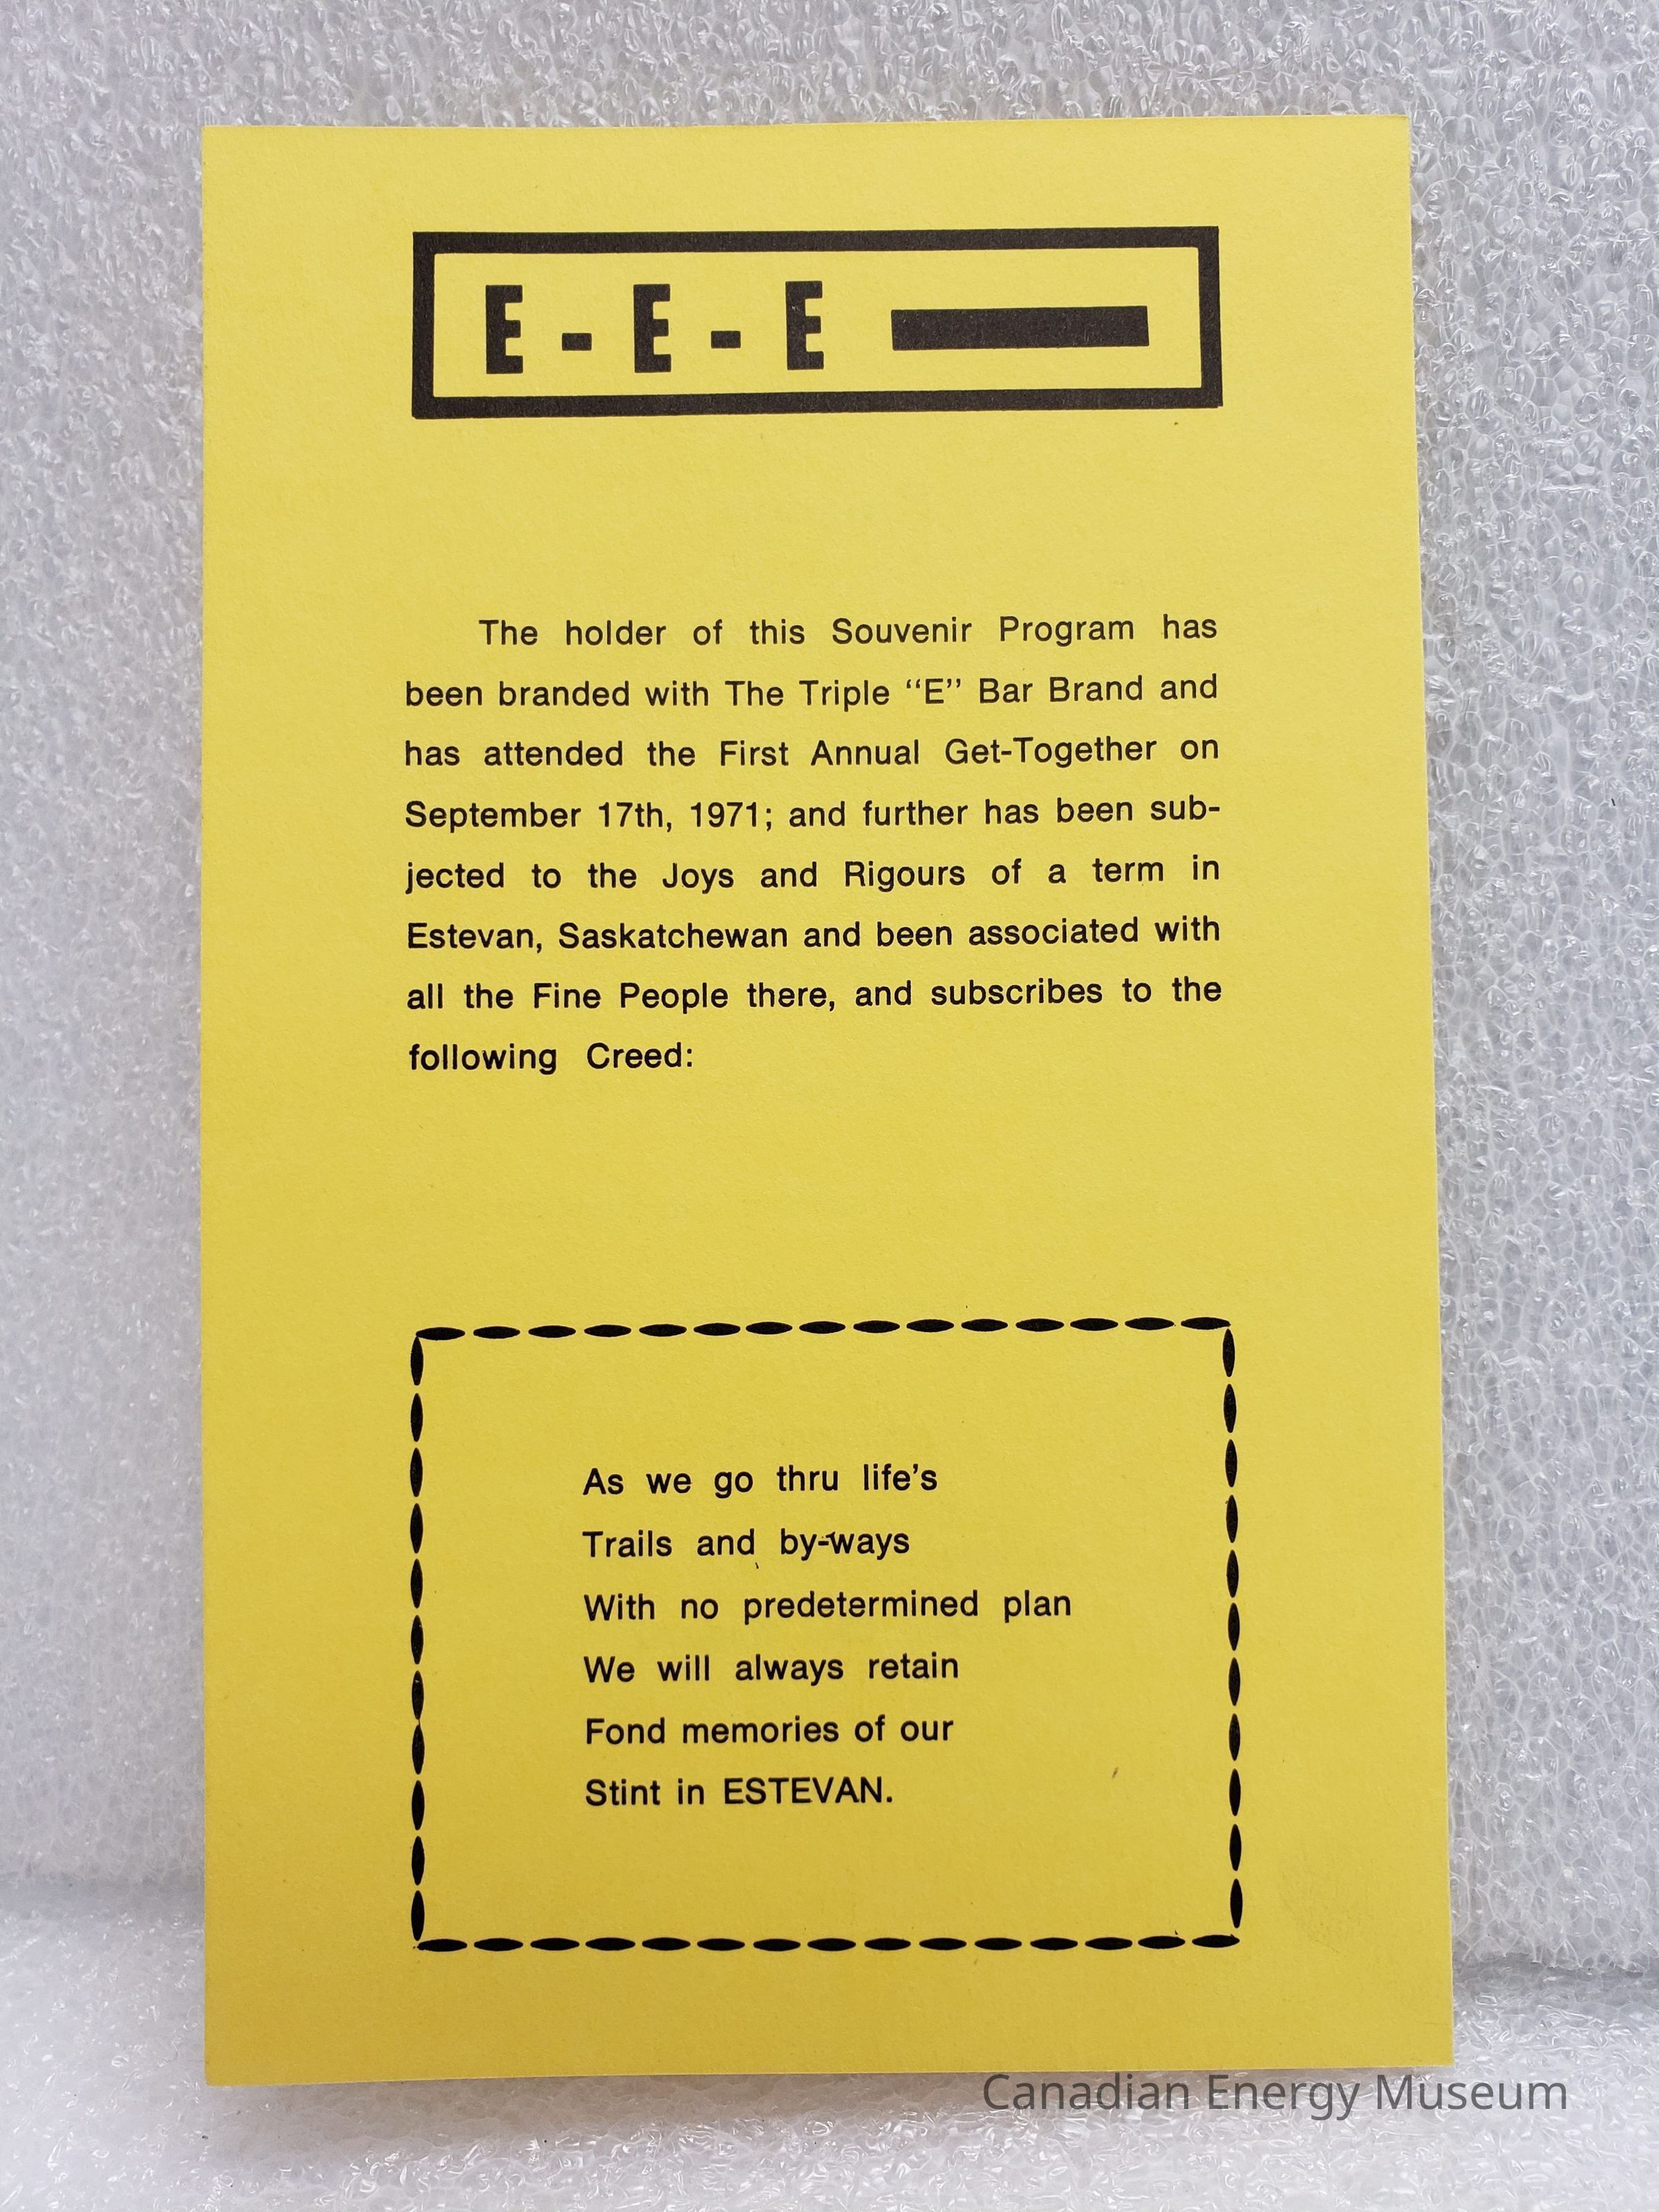 E - E - E
The holder of this Souvenir Program has
been branded with The Triple “E” Bar Brand and
has attended the First Annual Get-Together on
September 17th, 1971; and further has been sub-
jected to the Joys and Rigours of a term in
Estevan, Saskatchewan and been associated with
all the Fine People there, and subscribes to the
following Creed:
As we go thru life’s
Trails and by-ways
With no predetermined plan
We will always retain
Fond memories of our
Stint in ESTEVAN.
Canadian Energy Museum